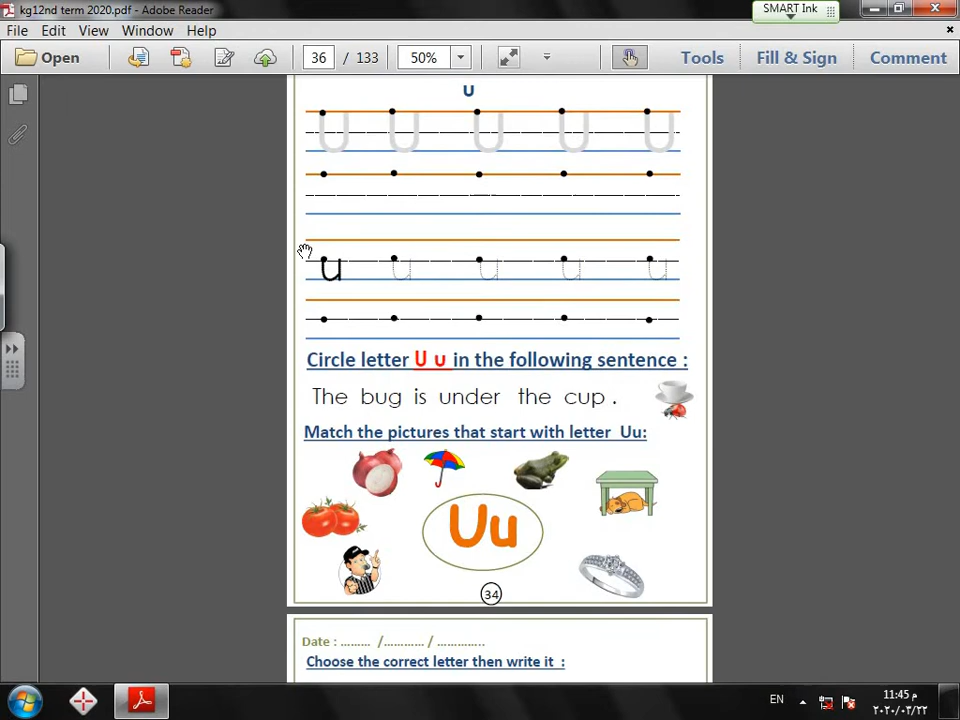 kg12nd term 2020.pdf - Adobe Reader
SMART Ink
File Edit View Window Help
Open 36 / 133 50% Tools Fill & Sign Comment
u
U U U U U
u u u u u
Circle letter U u in the following sentence :
The bug is under the cup .
Match the pictures that start with letter Uu:
Uu
34
Date : ......... /............ / ..............
Choose the correct letter then write it :
EN
11:45 م
٢٠٢٠/٠٣/٢٢